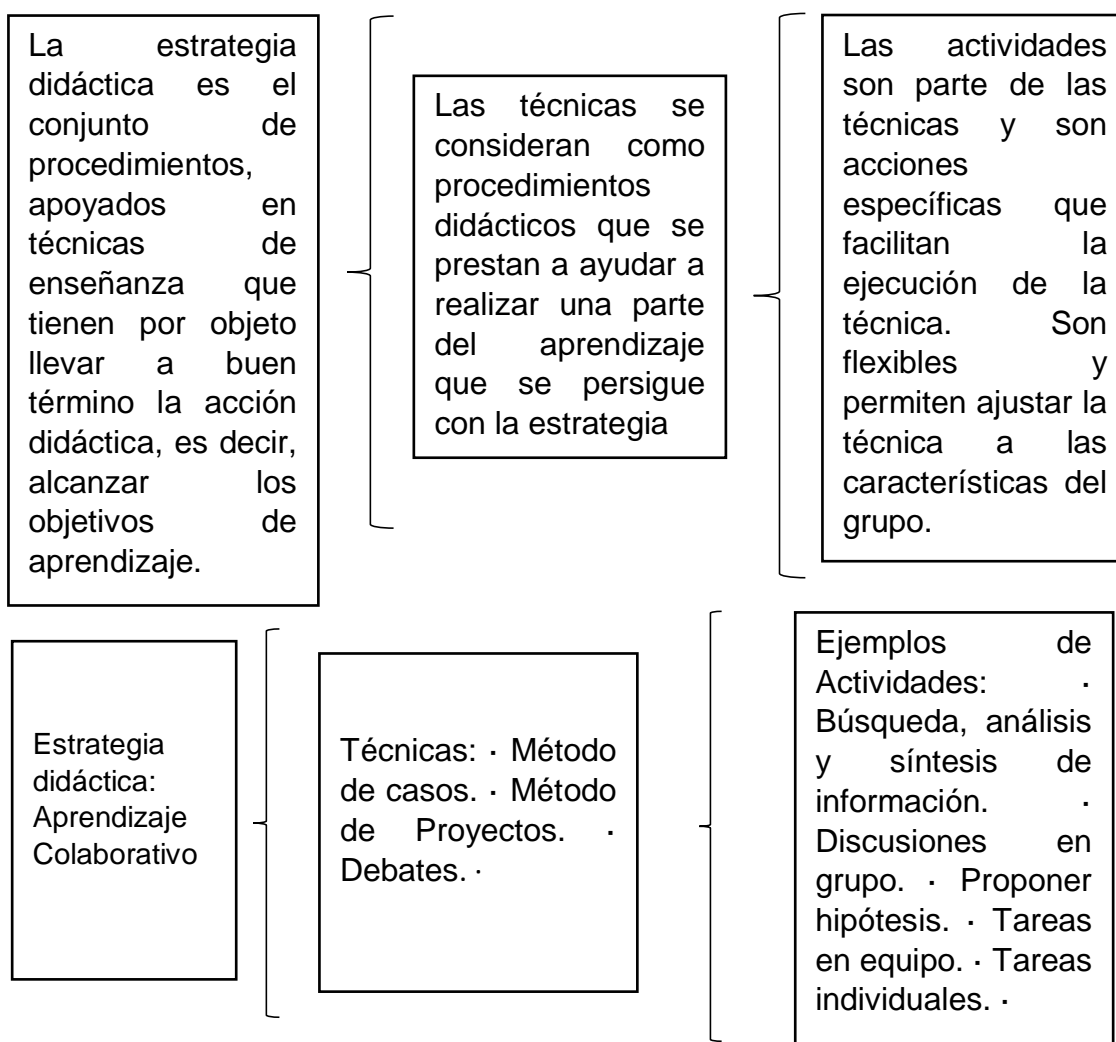 La estrategia
didáctica es el
conjunto de
procedimientos,
apoyados en
técnicas de
enseñanza que
tienen por objeto
llevar a buen
término la acción
didáctica, es decir,
alcanzar los
objetivos de
aprendizaje.
Las técnicas se
consideran como
procedimientos
didácticos que se
prestan a ayudar a
realizar una parte
del aprendizaje
que se persigue
con la estrategia
Las actividades
son parte de las
técnicas y son
acciones
específicas que
facilitan la
ejecución de la
técnica. Son
flexibles y
permiten ajustar la
técnica a las
características del
grupo.
Estrategia
didáctica:
Aprendizaje
Colaborativo
Técnicas: · Método
de casos. · Método
de Proyectos. ·
Debates. ·
Ejemplos de
Actividades: ·
Búsqueda, análisis
y síntesis de
información. ·
Discusiones en
grupo. · Proponer
hipótesis. · Tareas
en equipo. · Tareas
individuales. ·